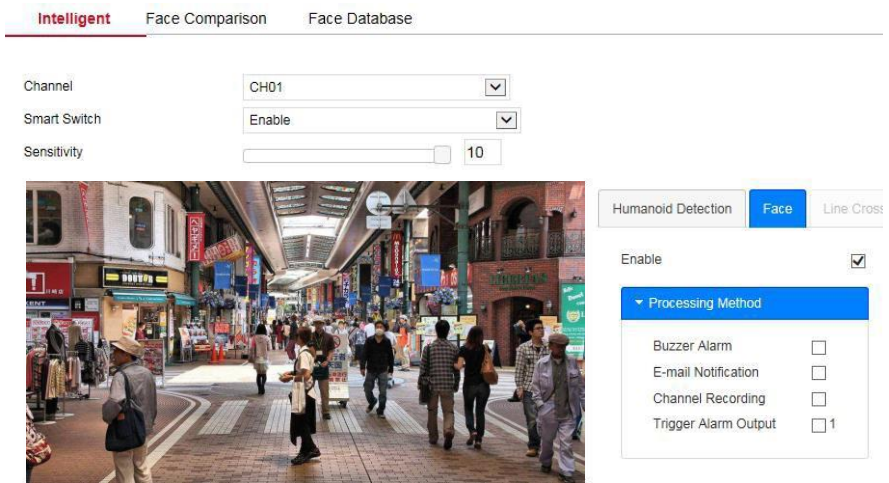 Intelligent Face Comparison Face Database
Channel CH01
Smart Switch Enable
Sensitivity 10
Humanoid Detection Face Line Cross
Enable
Processing Method
Buzzer Alarm
E-mail Notification
Channel Recording
Trigger Alarm Output 1